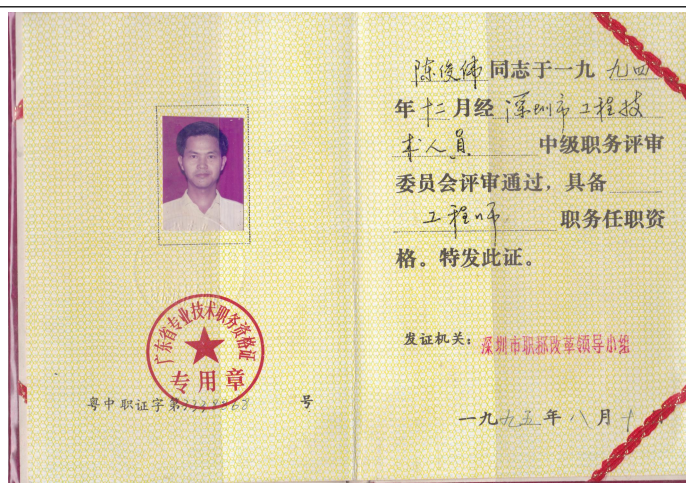 广东省专业技术职务资格证
专用章
粤中职证字第 号
陈俊伟同志于一九九四
年十二月经深圳市工程技
术人员 中级职务评审
委员会评审通过，具备
工程师 职务任职资
格。特发此证。
发证机关：深圳市职改革领导小组
一九九五年八月十